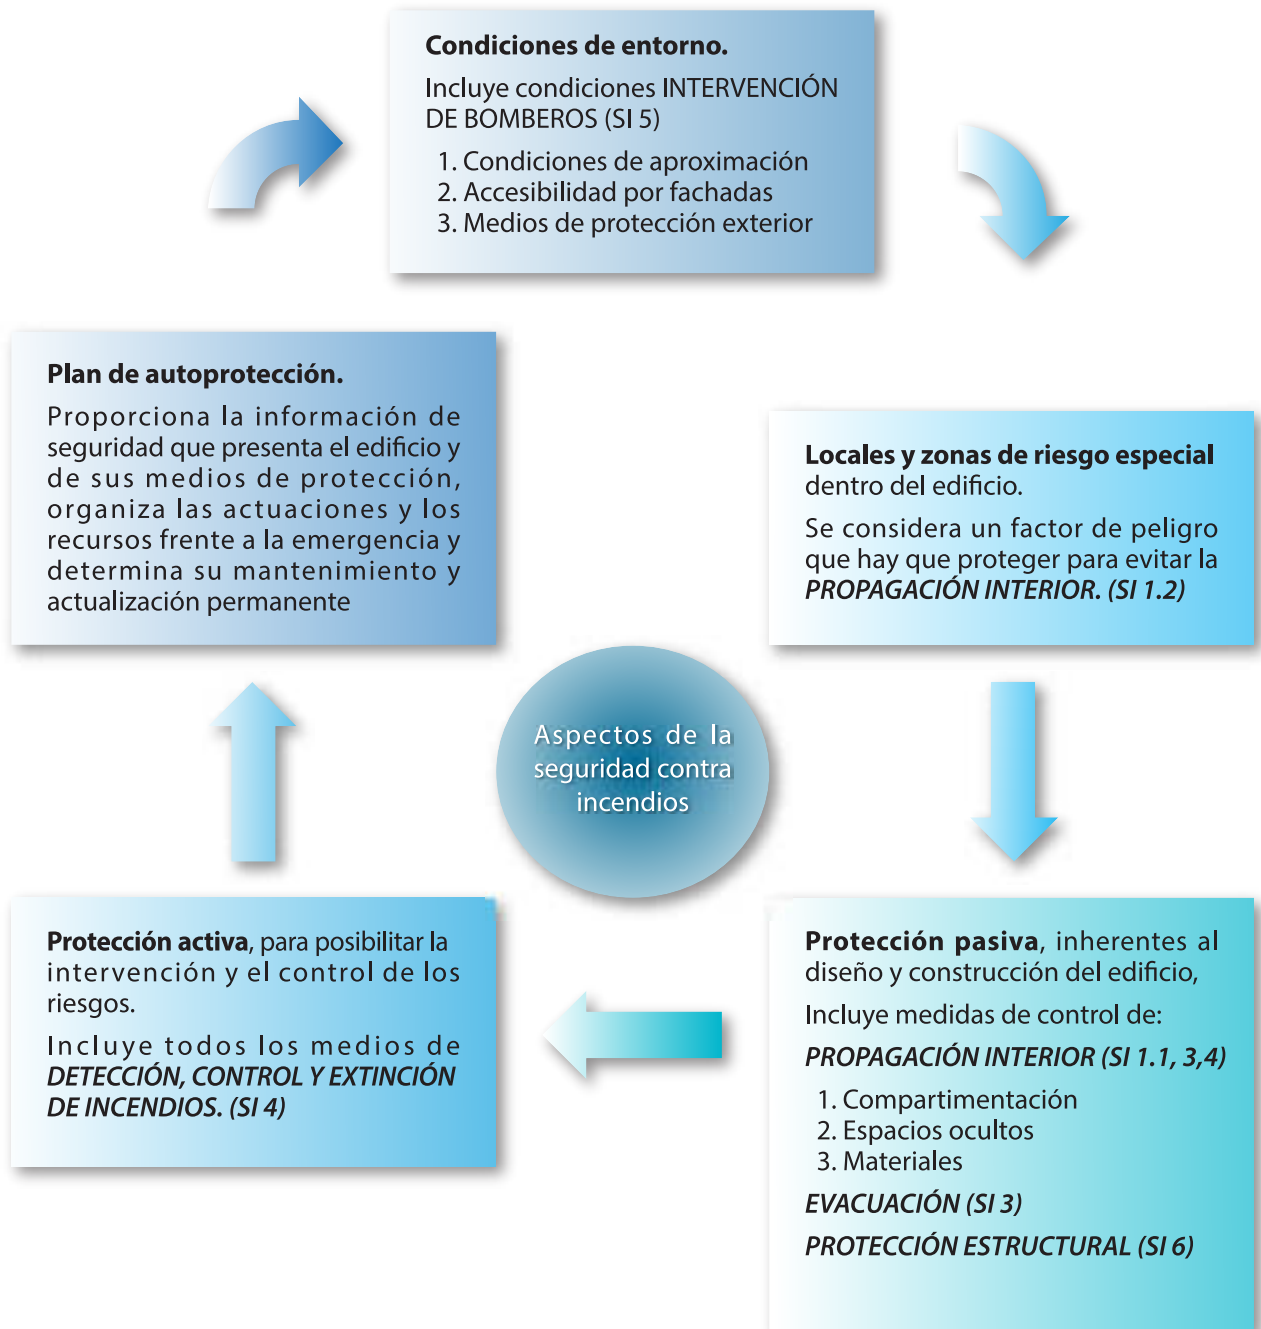 Condiciones de entorno.
Incluye condiciones INTERVENCIÓN
DE BOMBEROS (SI 5)
1. Condiciones de aproximación
2. Accesibilidad por fachadas
3. Medios de protección exterior
Plan de autoprotección.
Proporciona la información de
seguridad que presenta el edificio y
de sus medios de protección,
organiza las actuaciones y los
recursos frente a la emergencia y
determina su mantenimiento y
actualización permanente
Locales y zonas de riesgo especial
dentro del edificio.
Se considera un factor de peligro
que hay que proteger para evitar la
PROPAGACIÓN INTERIOR. (SI 1.2)
Aspectos de la
seguridad contra
incendios
Protección activa, para posibilitar la
intervención y el control de los
riesgos.
Incluye todos los medios de
DETECCIÓN, CONTROL Y EXTINCIÓN
DE INCENDIOS. (SI 4)
Protección pasiva, inherentes al
diseño y construcción del edificio,
Incluye medidas de control de:
PROPAGACIÓN INTERIOR (SI 1.1, 3,4)
1. Compartimentación
2. Espacios ocultos
3. Materiales
EVACUACIÓN (SI 3)
PROTECCIÓN ESTRUCTURAL (SI 6)